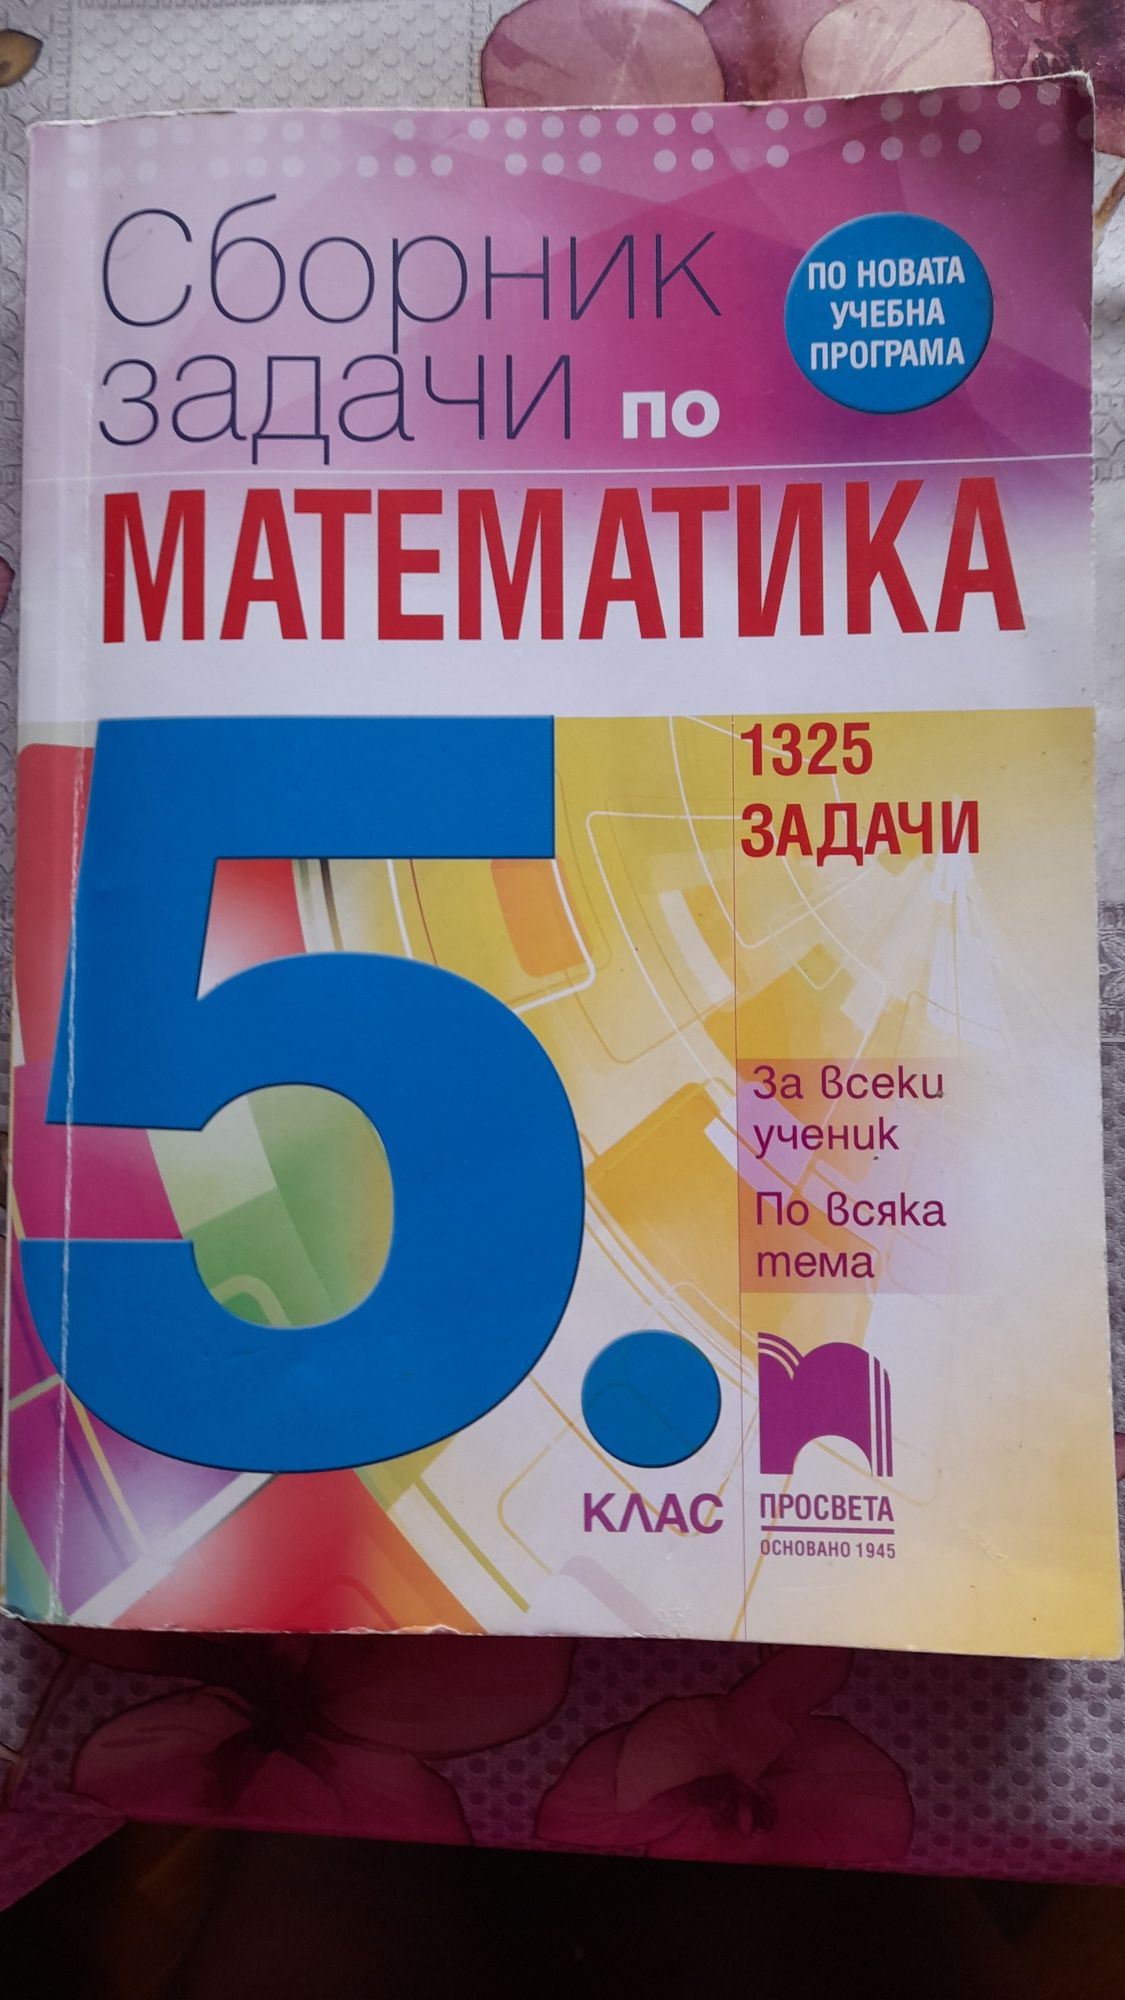 Сборник
задачи по
МАТЕМАТИКА
ПО НОВАТА
УЧЕБНА
ПРОГРАМА
5.
КЛАС
1325
ЗАДАЧИ
За всеки
ученик
По всяка
тема
ПРОСВЕТА
ОСНОВАНО 1945